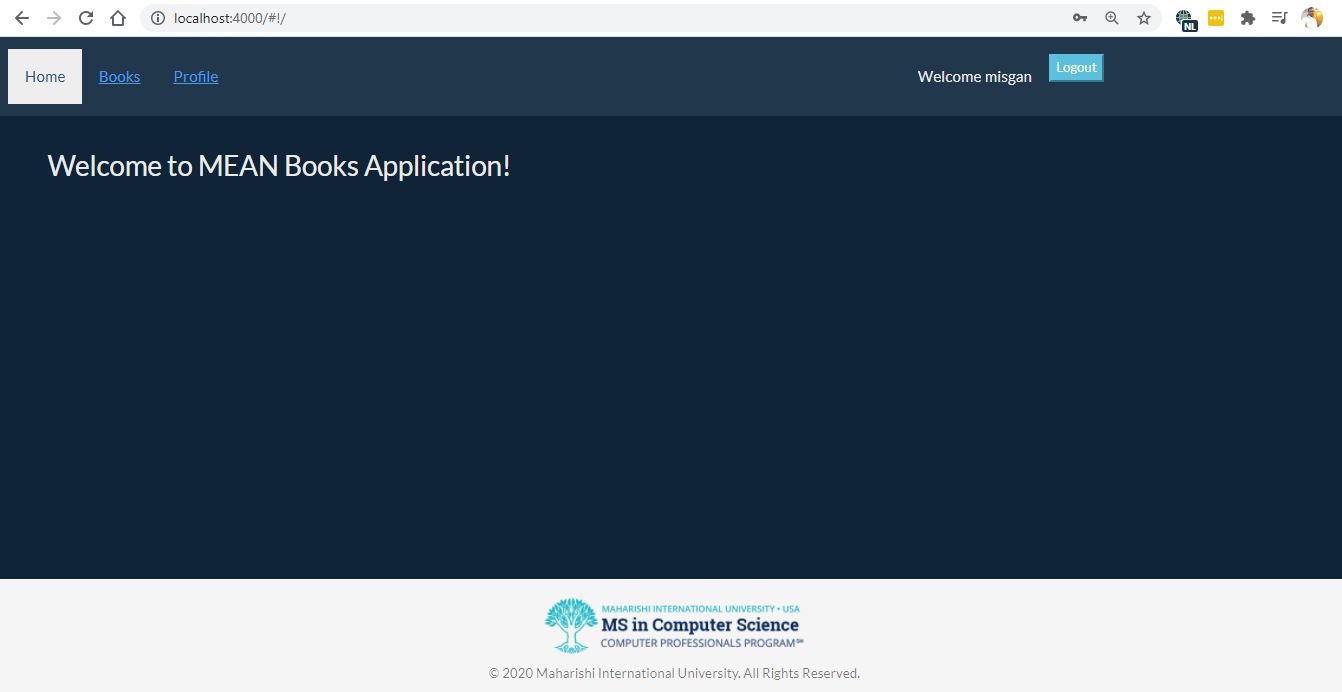 localhost:4000/#!/
NL
Home Books Profile Welcome misgan Logout
Welcome to MEAN Books Application!
MAHARISHI INTERNATIONAL UNIVERSITY • USA
MS in Computer Science
COMPUTER PROFESSIONALS PROGRAM℠
© 2020 Maharishi International University. All Rights Reserved.